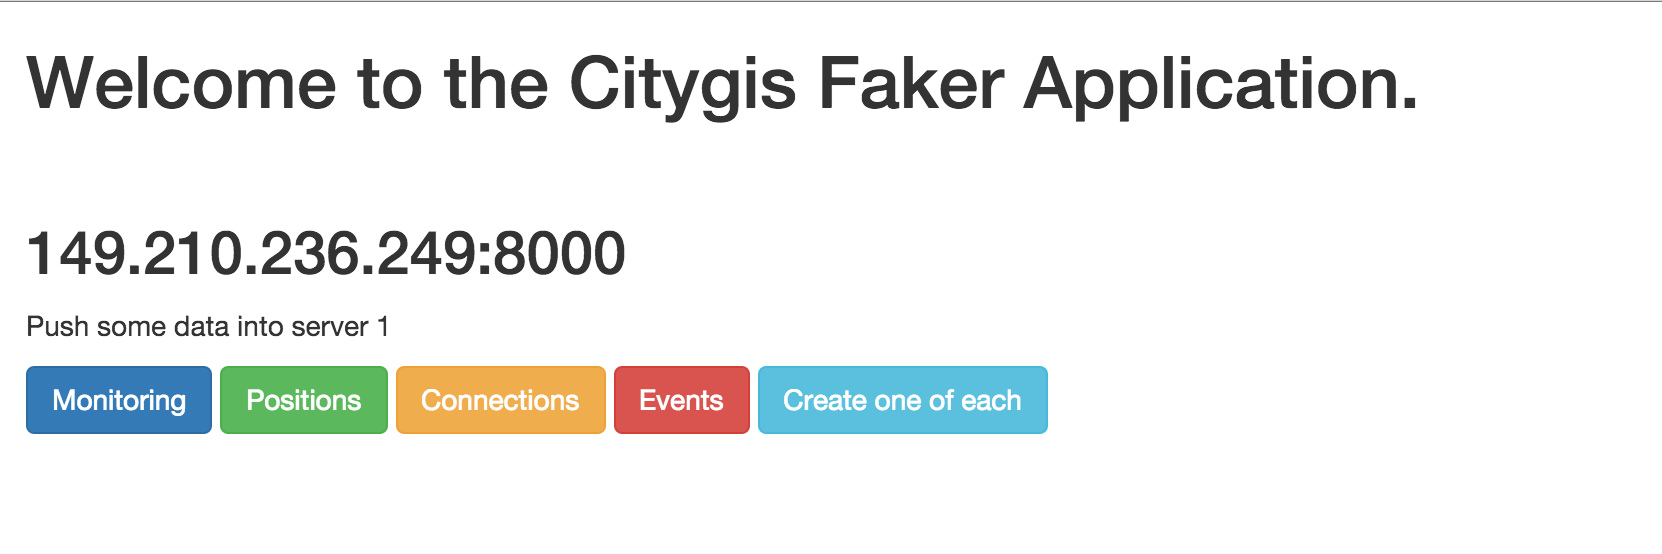 Welcome to the Citygis Faker Application.
149.210.236.249:8000
Push some data into server 1
Monitoring Positions Connections Events Create one of each